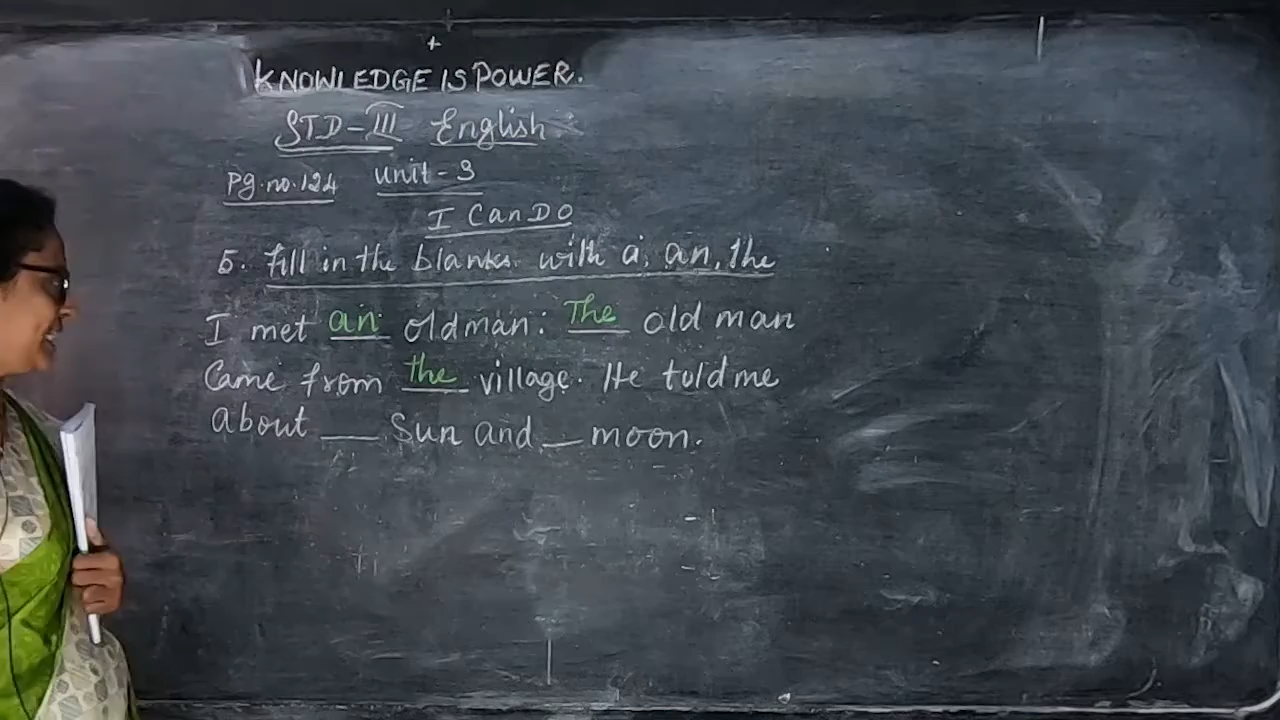 KNOWLEDGE IS POWER.
STD-III English
Pg.no.124 unit-3
I Can DO
5. fill in the blanks. with a, an, the
I met an oldman. The old man
Came from the village. He told me
about ___ Sun and __ moon.